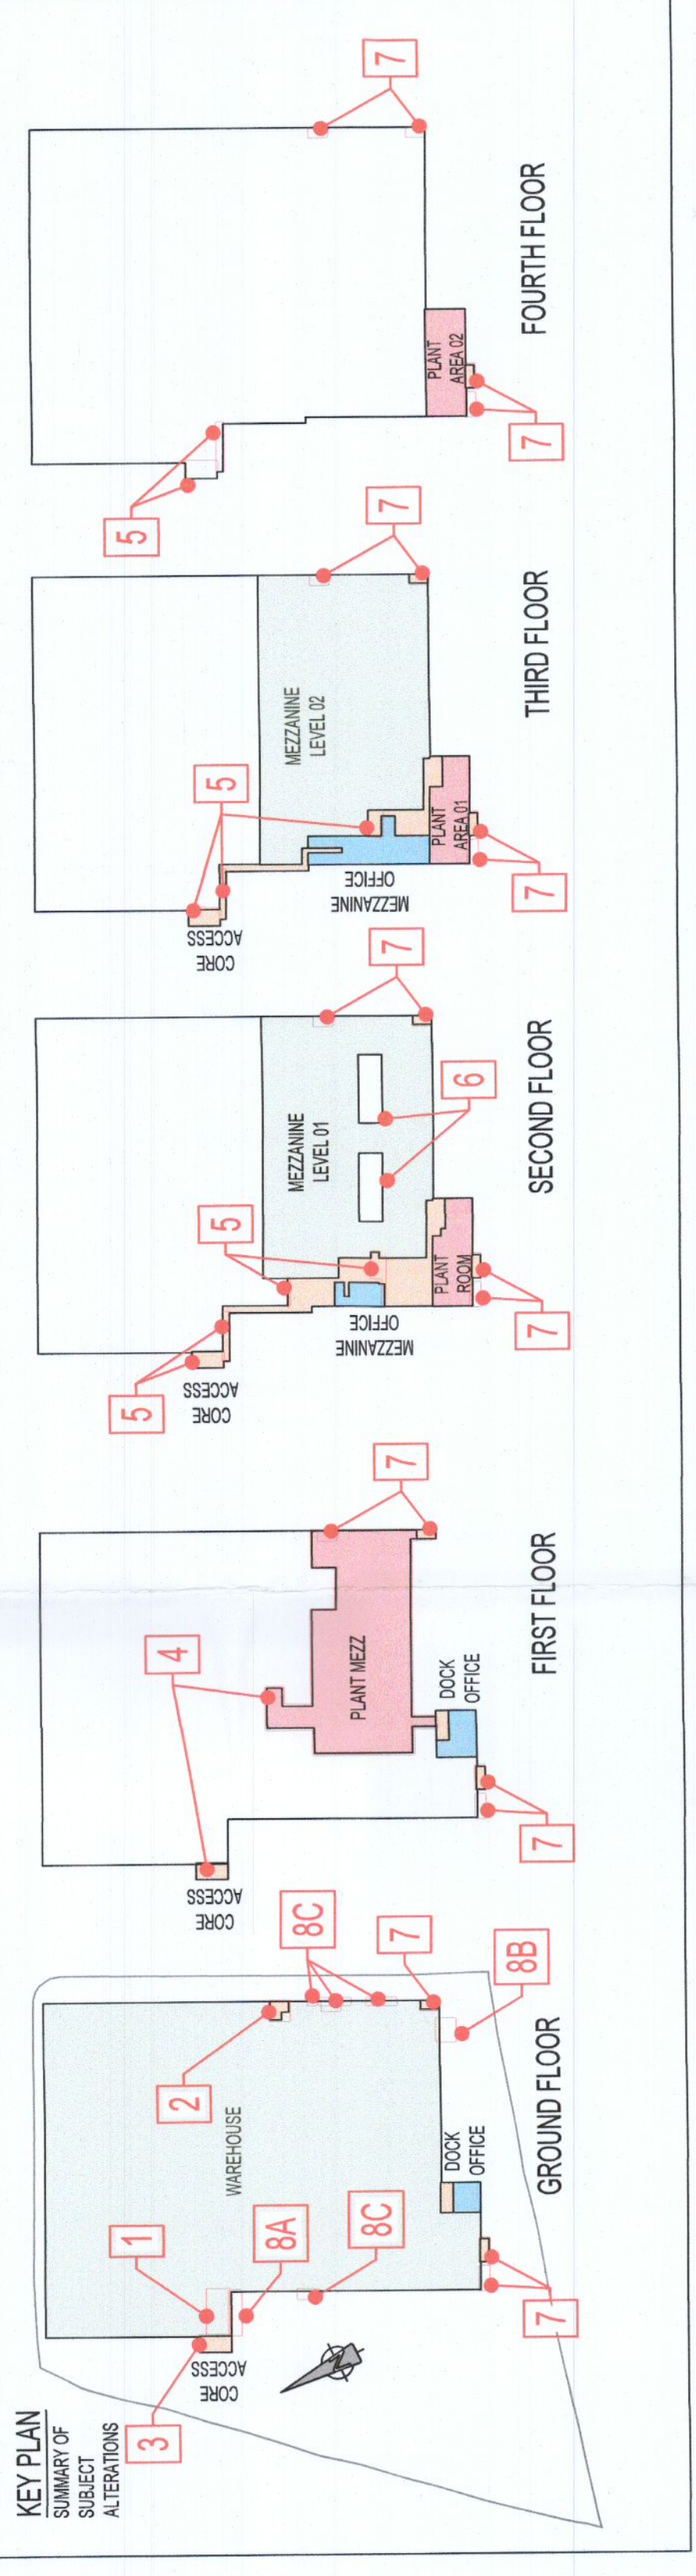 KEY PLAN
SUMMARY OF
SUBJECT
ALTERATIONS
3
1
8A
8C
2
8C
7
8B
7
WAREHOUSE
DOCK
OFFICE
ACCESS
CORE
N
GROUND FLOOR
4
7
7
PLANT MEZZ
DOCK
OFFICE
ACCESS
CORE
FIRST FLOOR
5
5
6
7
7
MEZZANINE
LEVEL 01
PLANT
ROOM
OFFICE
MEZZANINE
ACCESS
CORE
SECOND FLOOR
5
7
7
MEZZANINE
LEVEL 02
PLANT
AREA 01
OFFICE
MEZZANINE
ACCESS
CORE
THIRD FLOOR
5
7
7
PLANT
AREA 02
FOURTH FLOOR